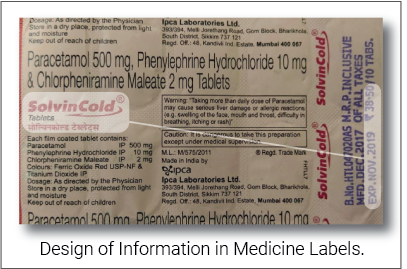 Dosage: As directed by the Physician
Store in a dry place, protected from light
and moisture
Keep out of reach of children
Ipca Laboratories Ltd.
393/394, Melli Jorethang Road, Gom Block, Bharikhola,
South District, Sikkim 737 121
Regd. Off.: 48, Kandivli Ind. Estate, Mumbai 400 067
Paracetamol 500 mg, Phenylephrine Hydrochloride 10 mg
& Chlorpheniramine Maleate 2 mg Tablets
SolvinCold®
Tablets
सॉल्विनकोल्ड टेब्लेट्स
Each film coated tablet contains:
Paracetamol IP 500 mg
Phenylephrine Hydrochloride IP 10 mg
Chlorpheniramine Maleate IP 2 mg
Colours: Ferric Oxide Red USP-NF &
Titanium Dioxide IP
Dosage: As directed by the Physician
Store in a dry place, protected from light
and moisture
Keep out of reach of children
Warning: "Taking more than daily dose of Paracetamol
may cause serious liver damage or allergic reactions
(e.g. swelling of the face, mouth and throat, difficulty in
breathing, itching or rash)"
Caution: It is dangerous to take this preparation
except under medical supervision
M.L.: M/575/2011
® Regd. Trade Mark
Made in India by
ipca
Ipca Laboratories Ltd.
393/394, Melli Jorethang Road, Gom Block, Bharikhola,
South District, Sikkim 737 121
Regd. Off.: 48, Kandivli Ind. Estate, Mumbai 400 067
Paracetamol 500 mg, Phenylephrine Hydrochloride 10 mg
SolvinCold®
SolvinCold®
B.No.HTL047020AS M.R.P. INCLUSIVE
MFD.DEC.2017 OF ALL TAXES
EXP.NOV.2019 ₹38-50/10 TABS.
Design of Information in Medicine Labels.